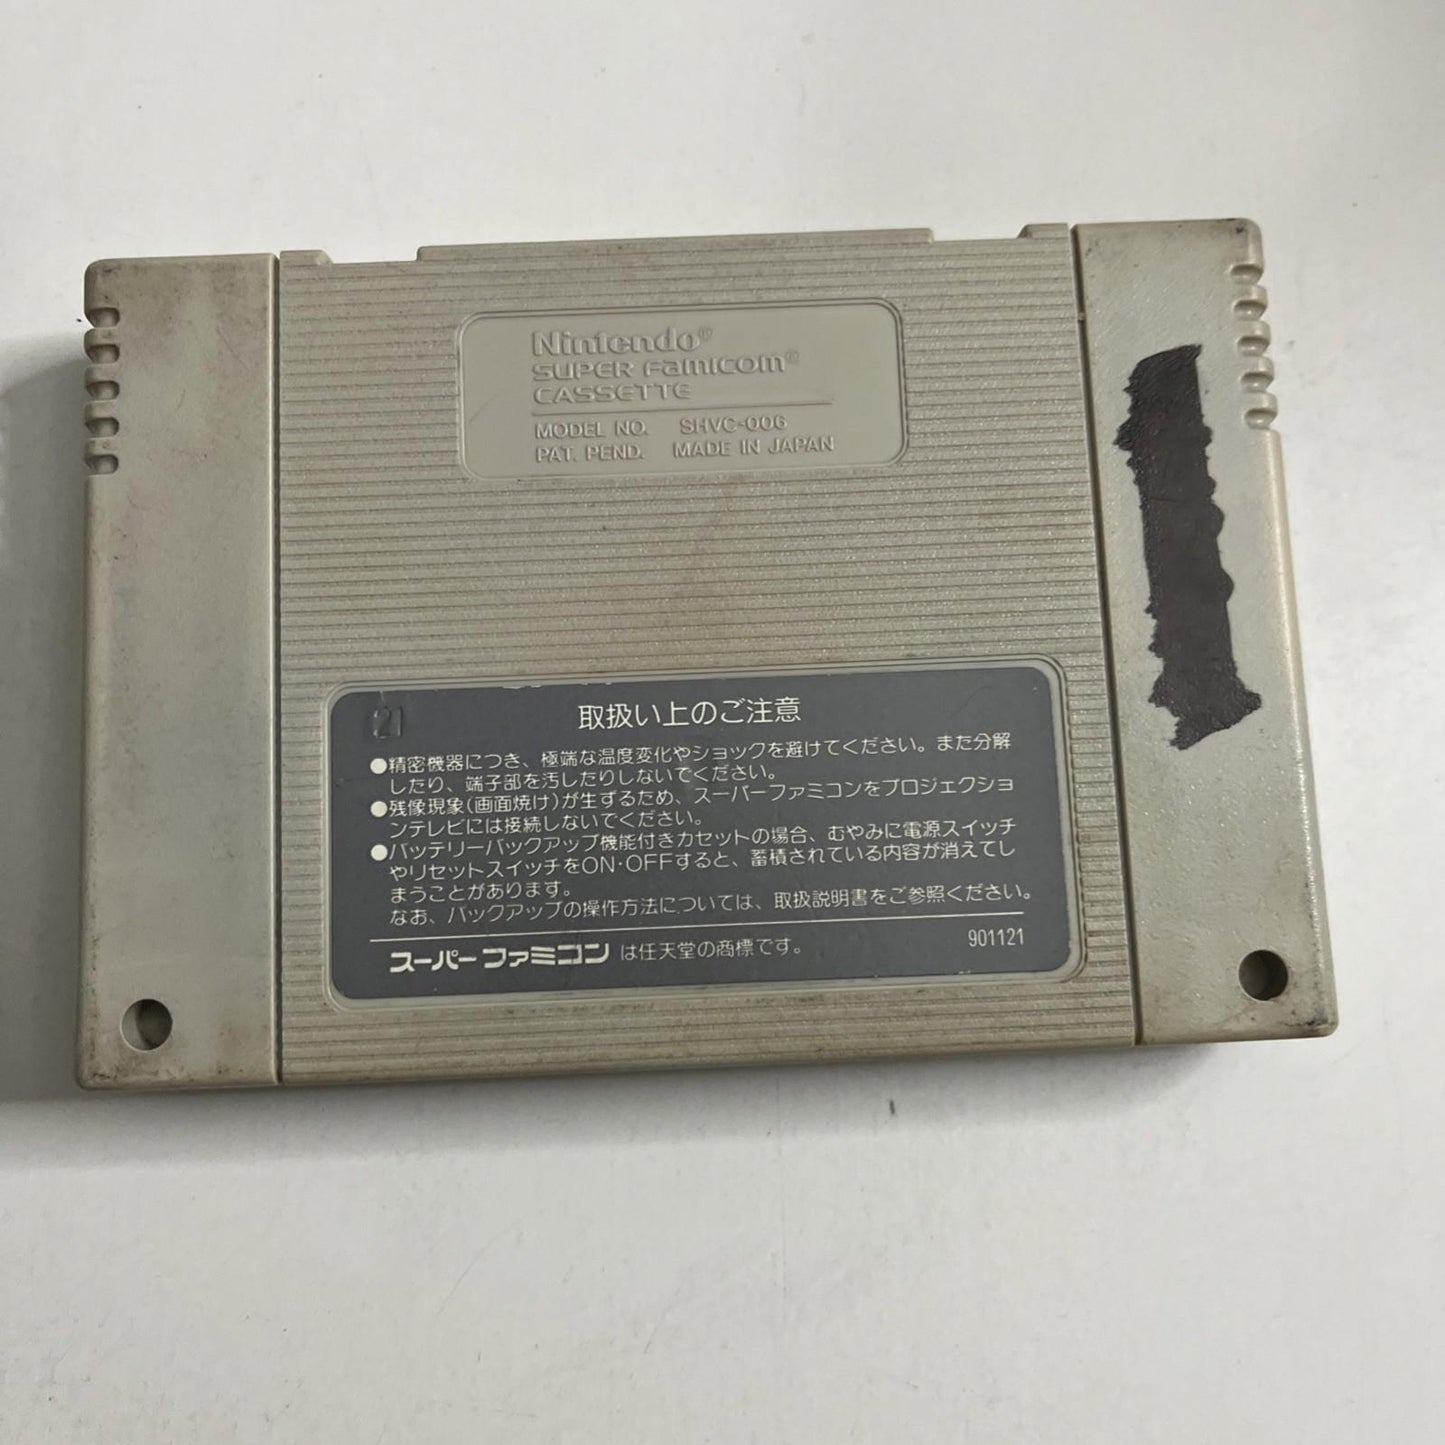 Nintendo®
SUPER FAMICOM®
CASSETTE
MODEL NO. SHVC-006
PAT. PEND. MADE IN JAPAN
21
取扱い上のご注意
●精密機器につき、極端な温度変化やショックを避けてください。また分解
したり、端子部を汚したりしないでください。
●残像現象(画面焼け)が生ずるため、スーパーファミコンをプロジェクショ
ンテレビには接続しないでください。
●バッテリーバックアップ機能付きカセットの場合、むやみに電源スイッチ
やリセットスイッチをON・OFFすると、蓄積されている内容が消えてし
まうことがあります。
なお、バックアップの操作方法については、取扱説明書をご参照ください。
スーパーファミコン は任天堂の商標です。 901121